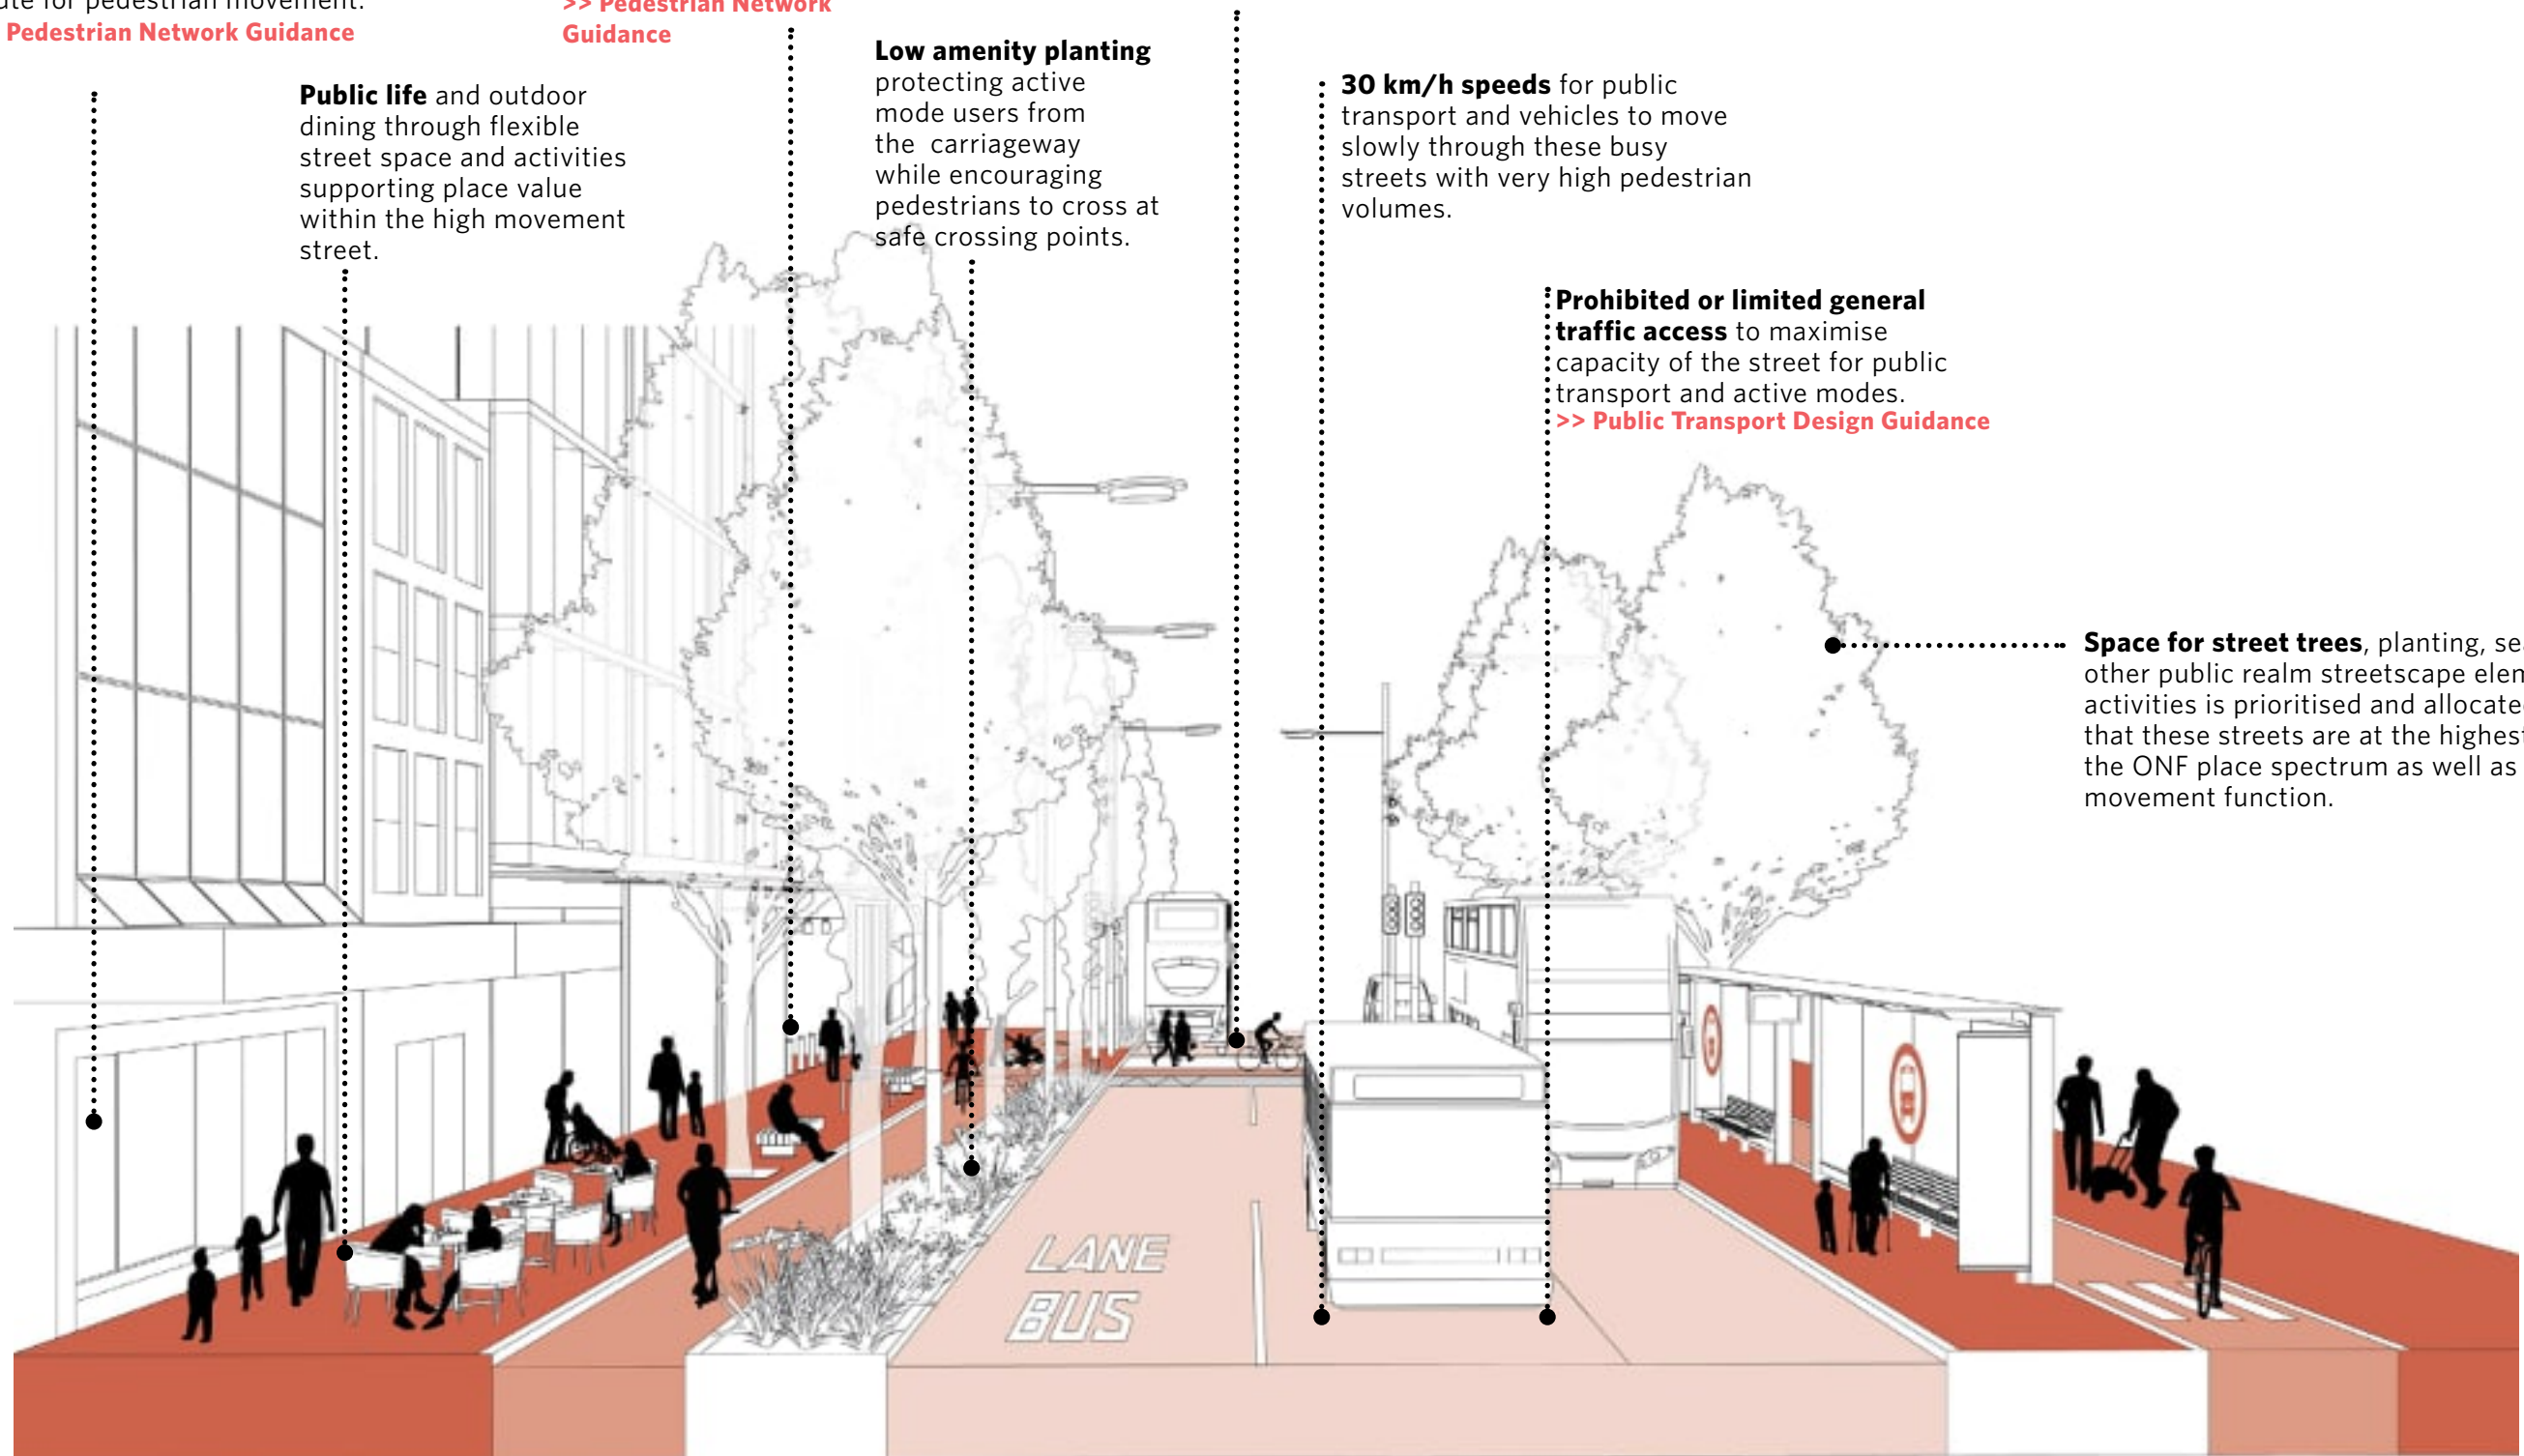 for pedestrian movement.
Pedestrian Network Guidance
>> Pedestrian Network
Guidance
Public life and outdoor
dining through flexible
street space and activities
supporting place value
within the high movement
street.
Low amenity planting
protecting active
mode users from
the carriageway
while encouraging
pedestrians to cross at
safe crossing points.
30 km/h speeds for public
transport and vehicles to move
slowly through these busy
streets with very high pedestrian
volumes.
Prohibited or limited general
traffic access to maximise
capacity of the street for public
transport and active modes.
>> Public Transport Design Guidance
Space for street trees, planting,
other public realm streetscape
activities is prioritised and
that these streets are at the
the ONF place spectrum as well as
movement function.
LANE
BUS